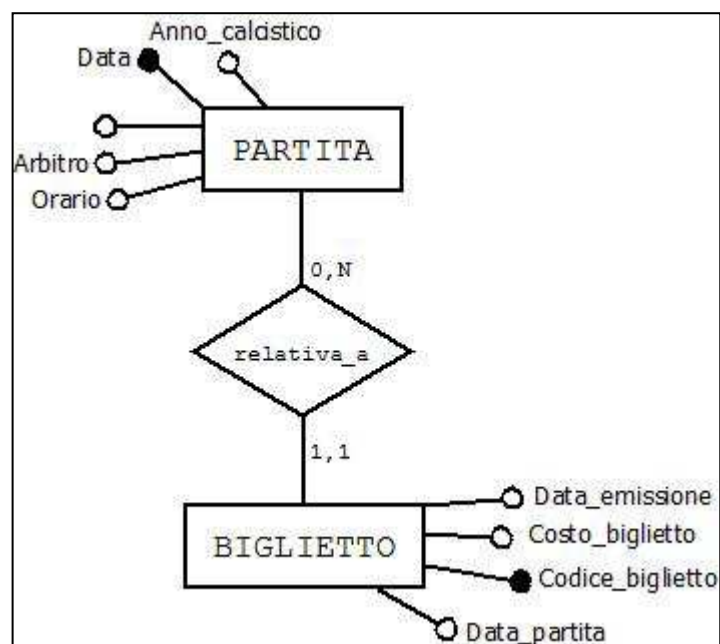 Anno_calcistico
Data
PARTITA
Arbitro
Orario
0,N
relativa_a
1,1
Data_emissione
Costo_biglietto
BIGLIETTO
Codice_biglietto
Data_partita